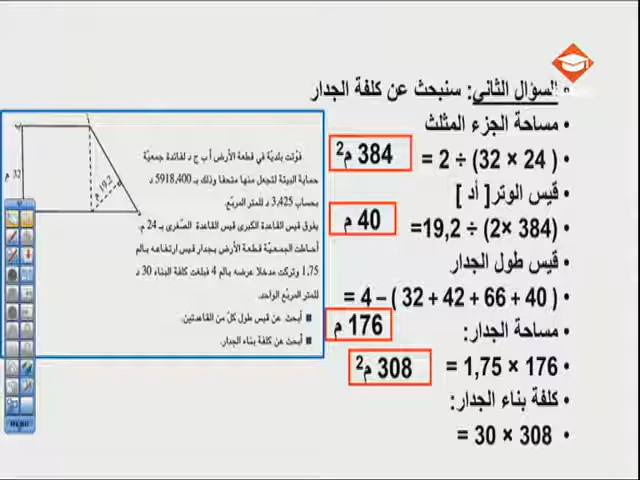 السؤال الثاني: سنبحث عن كلفة الجدار
• مساحة الجزء المثلث
• ( 24 × 32) ÷ 2 = 384 م2
• قيس الوتر[ أد ]
• (384 ×2) ÷ 19,2= 40 م
• قيس طول الجدار
• ( 40 + 66 + 42 + 32 ) – 4 =
176 م
• مساحة الجدار:
• 176 × 1,75 = 308 م2
• كلفة بناء الجدار:
• 308 × 30 =
32 م
19.2 م
فوّتت بلديّة في قطعة الأرض أ ب ج د لفائدة جمعيّة
حماية البيئة لتجعل منها متحفا وذلك بـ 5918,400 د
بحساب 3,425 د للمتر المربّع.
يفوق قيس القاعدة الكبرى قيس القاعدة الصّغرى بـ 24 م.
أحاطت الجمعيّة قطعة الأرض بجدار قيس ارتفاعه بالم
1,75 وتركت مدخلا عرضه بالم 4 فبلغت كلفة البناء 30 د
للمتر المربّع الواحد.
■ أبحث عن قيس طول كلّ من القاعدتين.
■ أبحث عن كلفة بناء الجدار.